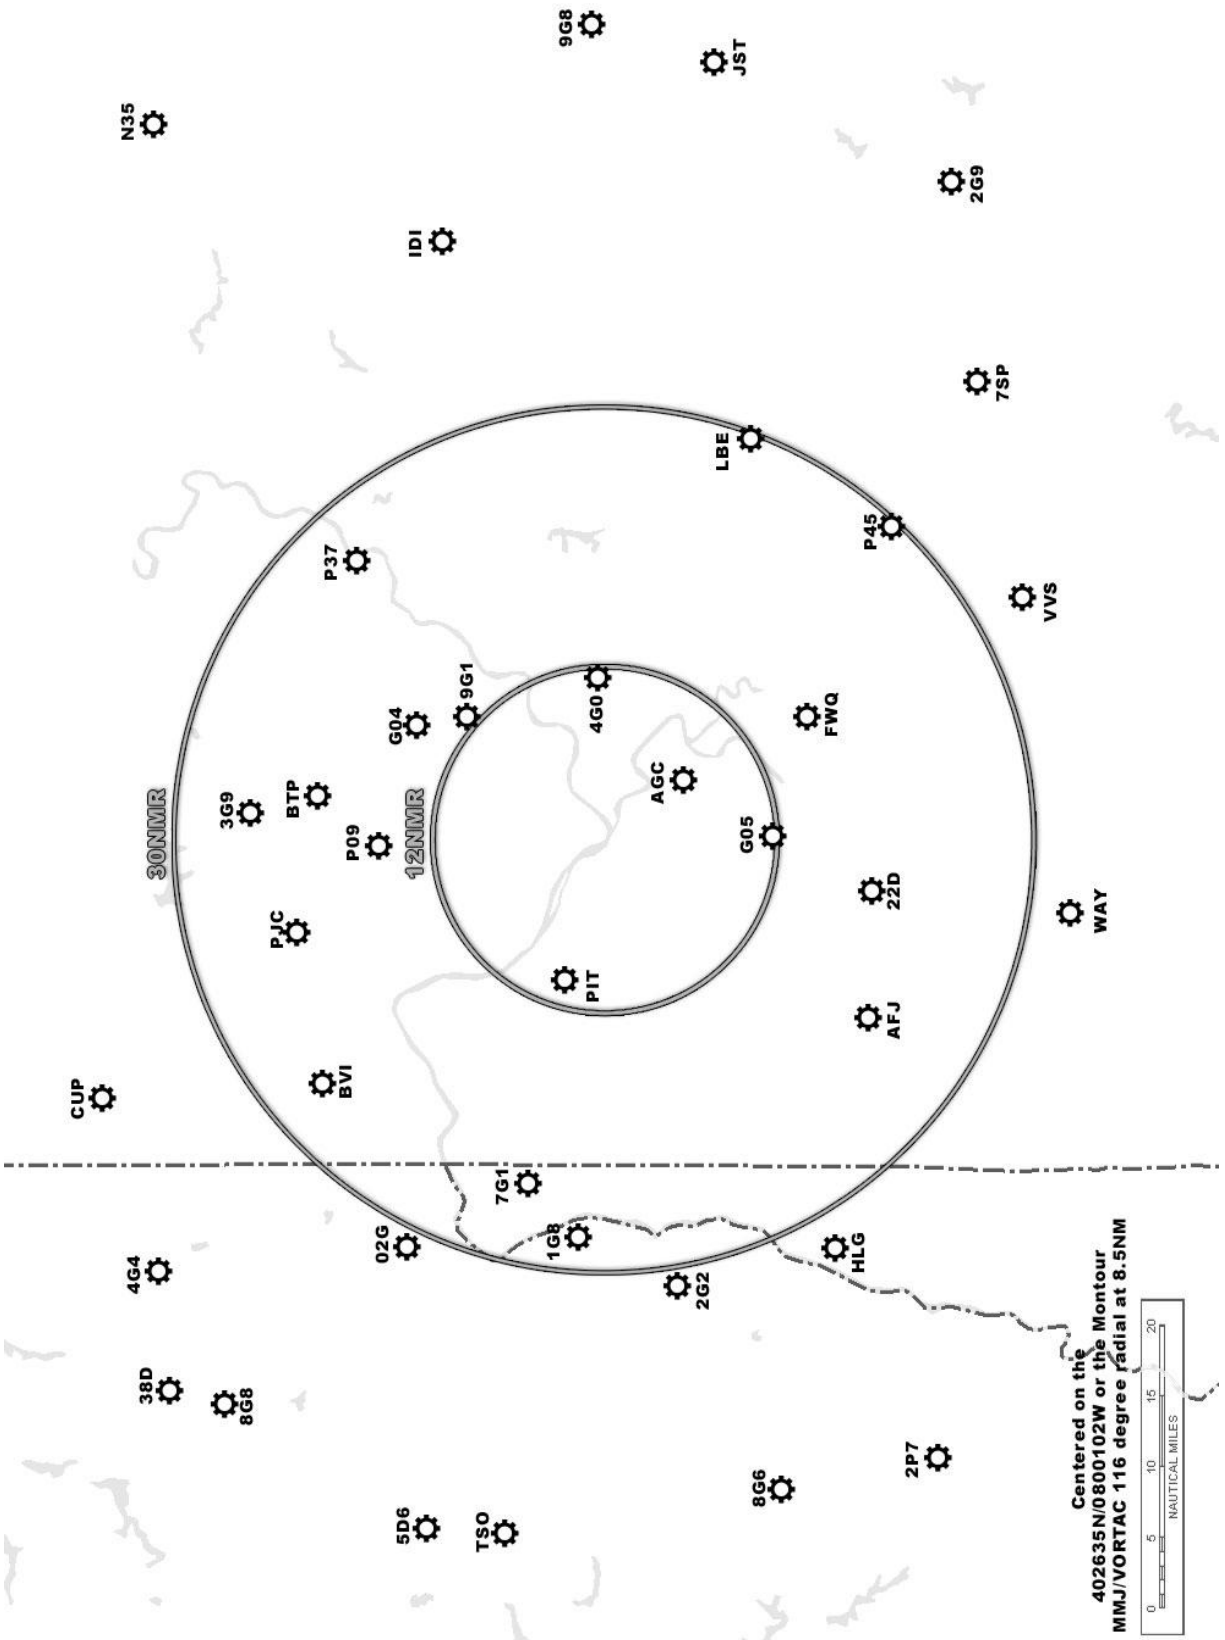 9G8
JST
N35
2G9
IDI
7SP
LBE
P37
P45
VVS
9G1
G04
4G0
FWQ
3G9
BTP
AGC
30NMR
P09
12NMR
G05
22D
PJC
WAY
PIT
AFJ
BVI
CUP
7G1
02G
1G8
HLG
4G4
2G2
38D
8G8
2P7
8G6
5D6
TSO
Centered on the
402635N/0800102W or the Montour
MMJ/VORTAC 116 degree radial at 8.5NM
0 5 10 15 20
NAUTICAL MILES